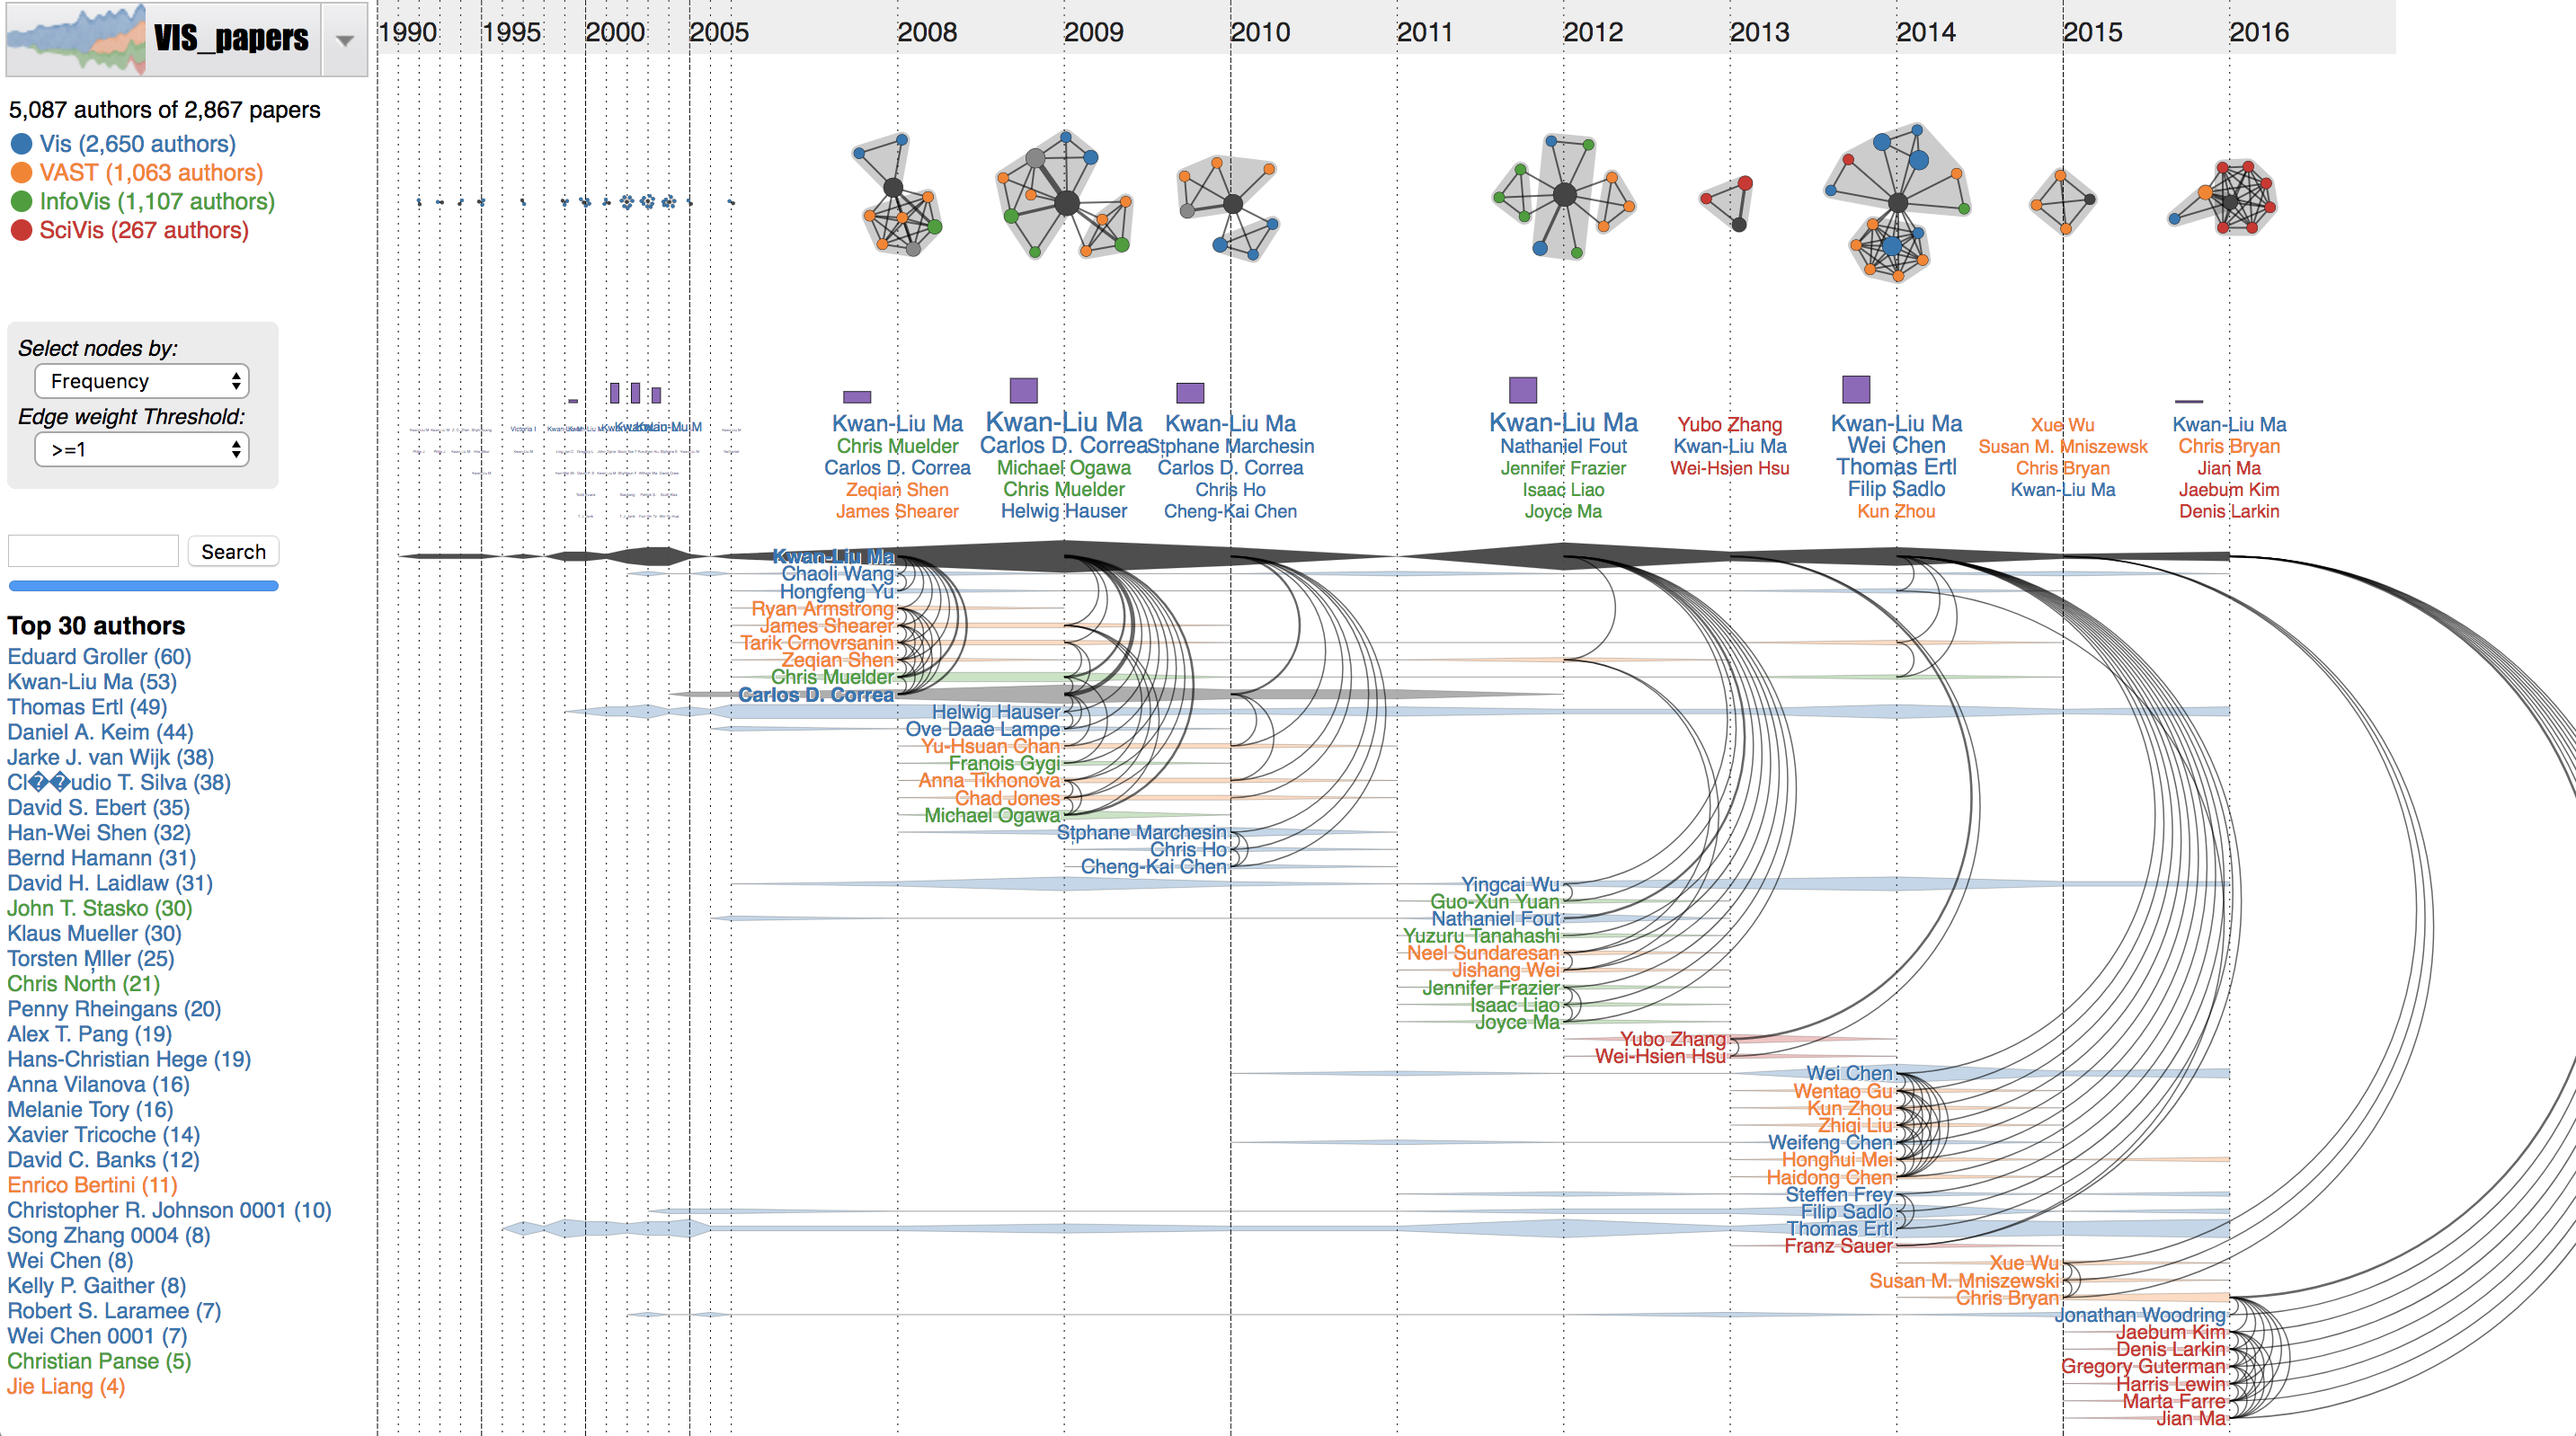 VIS_papers
1990 1995 2000 2005 2008 2009 2010 2011 2012 2013 2014 2015 2016
5,087 authors of 2,867 papers
Vis (2,650 authors)
VAST (1,063 authors)
InfoVis (1,107 authors)
SciVis (267 authors)
Select nodes by:
Frequency
Edge weight Threshold:
>=1
Search
Top 30 authors
Eduard Groller (60)
Kwan-Liu Ma (53)
Thomas Ertl (49)
Daniel A. Keim (44)
Jarke J. van Wijk (38)
Cl��udio T. Silva (38)
David S. Ebert (35)
Han-Wei Shen (32)
Bernd Hamann (31)
David H. Laidlaw (31)
John T. Stasko (30)
Klaus Mueller (30)
Torsten M̦ller (25)
Chris North (21)
Penny Rheingans (20)
Alex T. Pang (19)
Hans-Christian Hege (19)
Anna Vilanova (16)
Melanie Tory (16)
Xavier Tricoche (14)
David C. Banks (12)
Enrico Bertini (11)
Christopher R. Johnson 0001 (10)
Song Zhang 0004 (8)
Wei Chen (8)
Kelly P. Gaither (8)
Robert S. Laramee (7)
Wei Chen 0001 (7)
Christian Panse (5)
Jie Liang (4)
Kwan-Liu Ma
Chris Muelder
Carlos D. Correa
Zeqian Shen
James Shearer
Kwan-Liu Ma
Carlos D. Correa
Michael Ogawa
Chris Muelder
Helwig Hauser
Kwan-Liu Ma
Stphane Marchesin
Carlos D. Correa
Chris Ho
Cheng-Kai Chen
Kwan-Liu Ma
Nathaniel Fout
Jennifer Frazier
Isaac Liao
Joyce Ma
Yubo Zhang
Kwan-Liu Ma
Wei-Hsien Hsu
Kwan-Liu Ma
Wei Chen
Thomas Ertl
Filip Sadlo
Kun Zhou
Xue Wu
Susan M. Mniszewsk
Chris Bryan
Kwan-Liu Ma
Kwan-Liu Ma
Chris Bryan
Jian Ma
Jaebum Kim
Denis Larkin
Kwan-Liu Ma
Chaoli Wang
Hongfeng Yu
Ryan Armstrong
James Shearer
Tarik Crnovrsanin
Zeqian Shen
Chris Muelder
Carlos D. Correa
Helwig Hauser
Ove Daae Lampe
Yu-Hsuan Chan
Franois Gygi
Anna Tikhonova
Chad Jones
Michael Ogawa
Stphane Marchesin
Chris Ho
Cheng-Kai Chen
Yingcai Wu
Guo-Xun Yuan
Nathaniel Fout
Yuzuru Tanahashi
Neel Sundaresan
Jishang Wei
Jennifer Frazier
Isaac Liao
Joyce Ma
Yubo Zhang
Wei-Hsien Hsu
Wei Chen
Wentao Gu
Kun Zhou
Zhiqi Liu
Weifeng Chen
Honghui Mei
Haidong Chen
Steffen Frey
Filip Sadlo
Thomas Ertl
Franz Sauer
Xue Wu
Susan M. Mniszewski
Chris Bryan
Jonathan Woodring
Jaebum Kim
Denis Larkin
Gregory Guterman
Harris Lewin
Marta Farre
Jian Ma